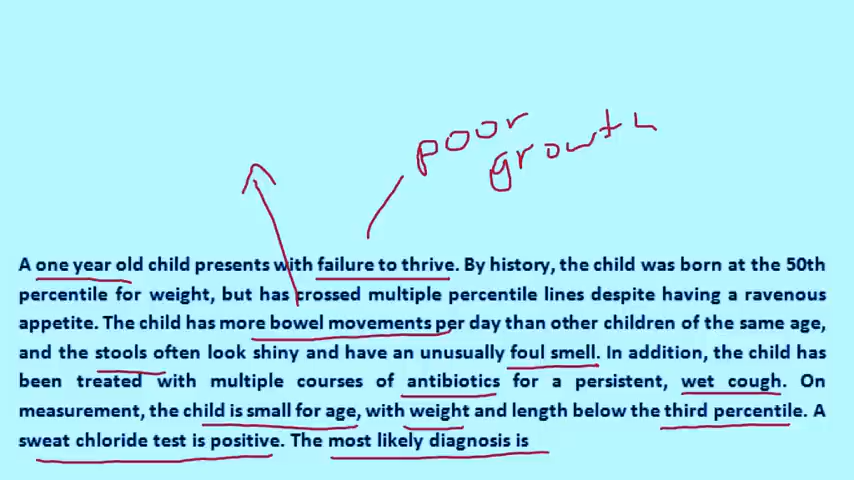 poor
growth
A one year old child presents with failure to thrive. By history, the child was born at the 50th
percentile for weight, but has crossed multiple percentile lines despite having a ravenous
appetite. The child has more bowel movements per day than other children of the same age,
and the stools often look shiny and have an unusually foul smell. In addition, the child has
been treated with multiple courses of antibiotics for a persistent, wet cough. On
measurement, the child is small for age, with weight and length below the third percentile. A
sweat chloride test is positive. The most likely diagnosis is